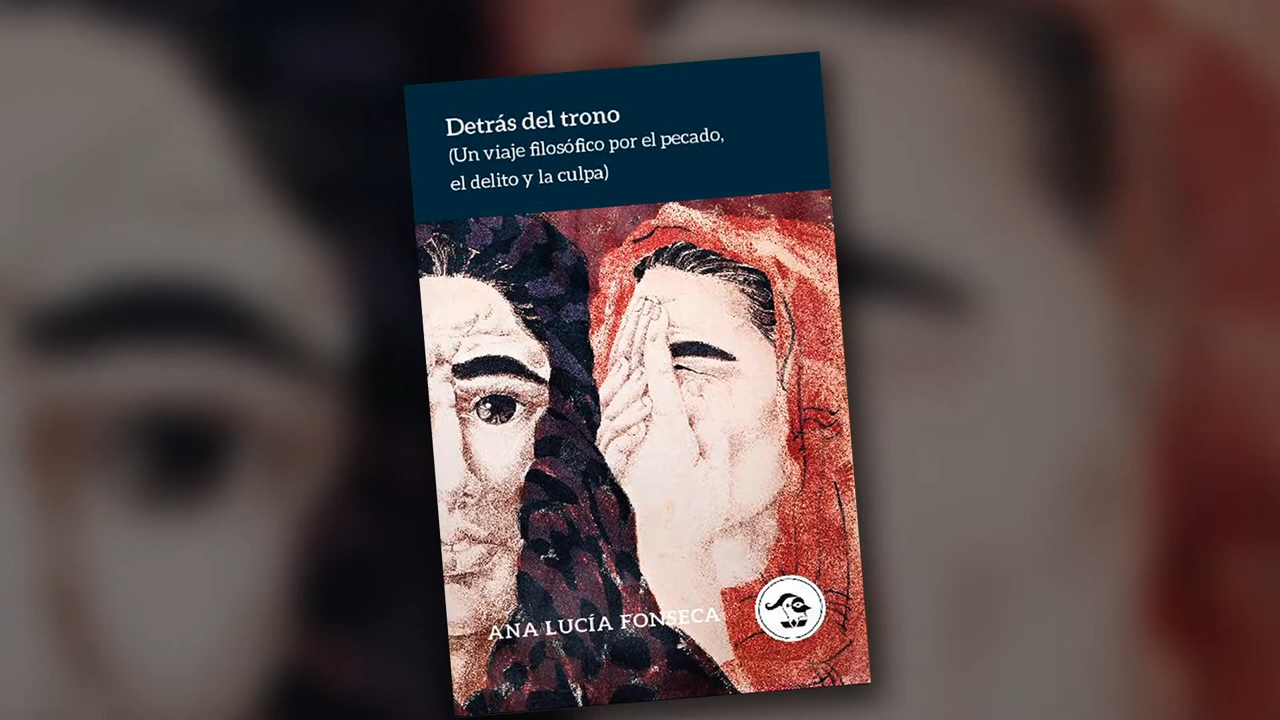 Detrás del trono
(Un viaje filosófico por el pecado,
el delito y la culpa)
ANA LUCÍA FONSECA